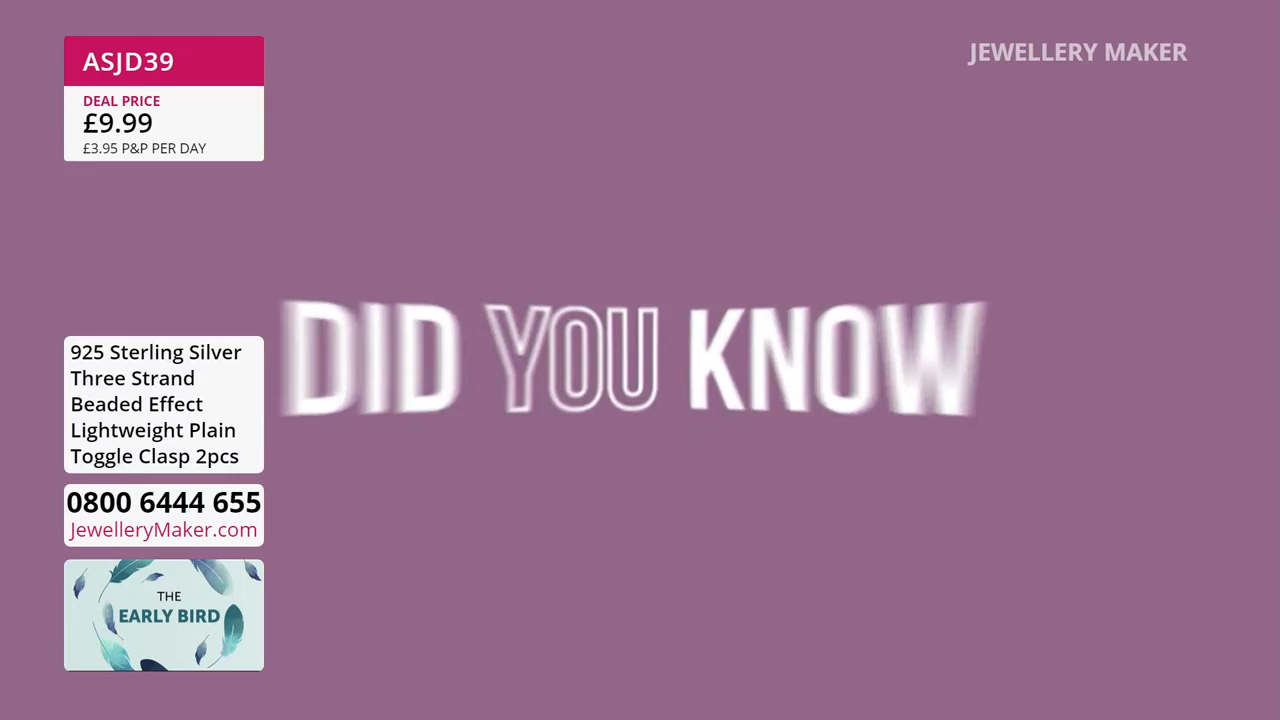 ASJD39
DEAL PRICE
£9.99
£3.95 P&P PER DAY
JEWELLERY MAKER
DID YOU KNOW
925 Sterling Silver
Three Strand
Beaded Effect
Lightweight Plain
Toggle Clasp 2pcs
0800 6444 655
JewelleryMaker.com
THE
EARLY BIRD